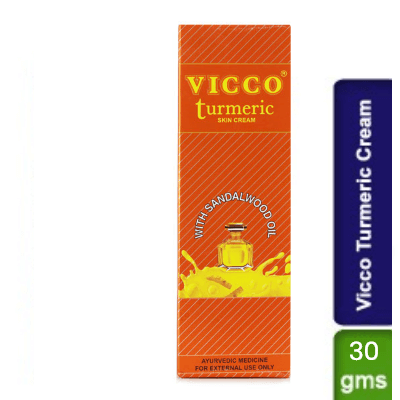 VICCO®
turmeric
SKIN CREAM
WITH SANDALWOOD OIL
AYURVEDIC MEDICINE
FOR EXTERNAL USE ONLY
Vicco Turmeric Cream
30
gms